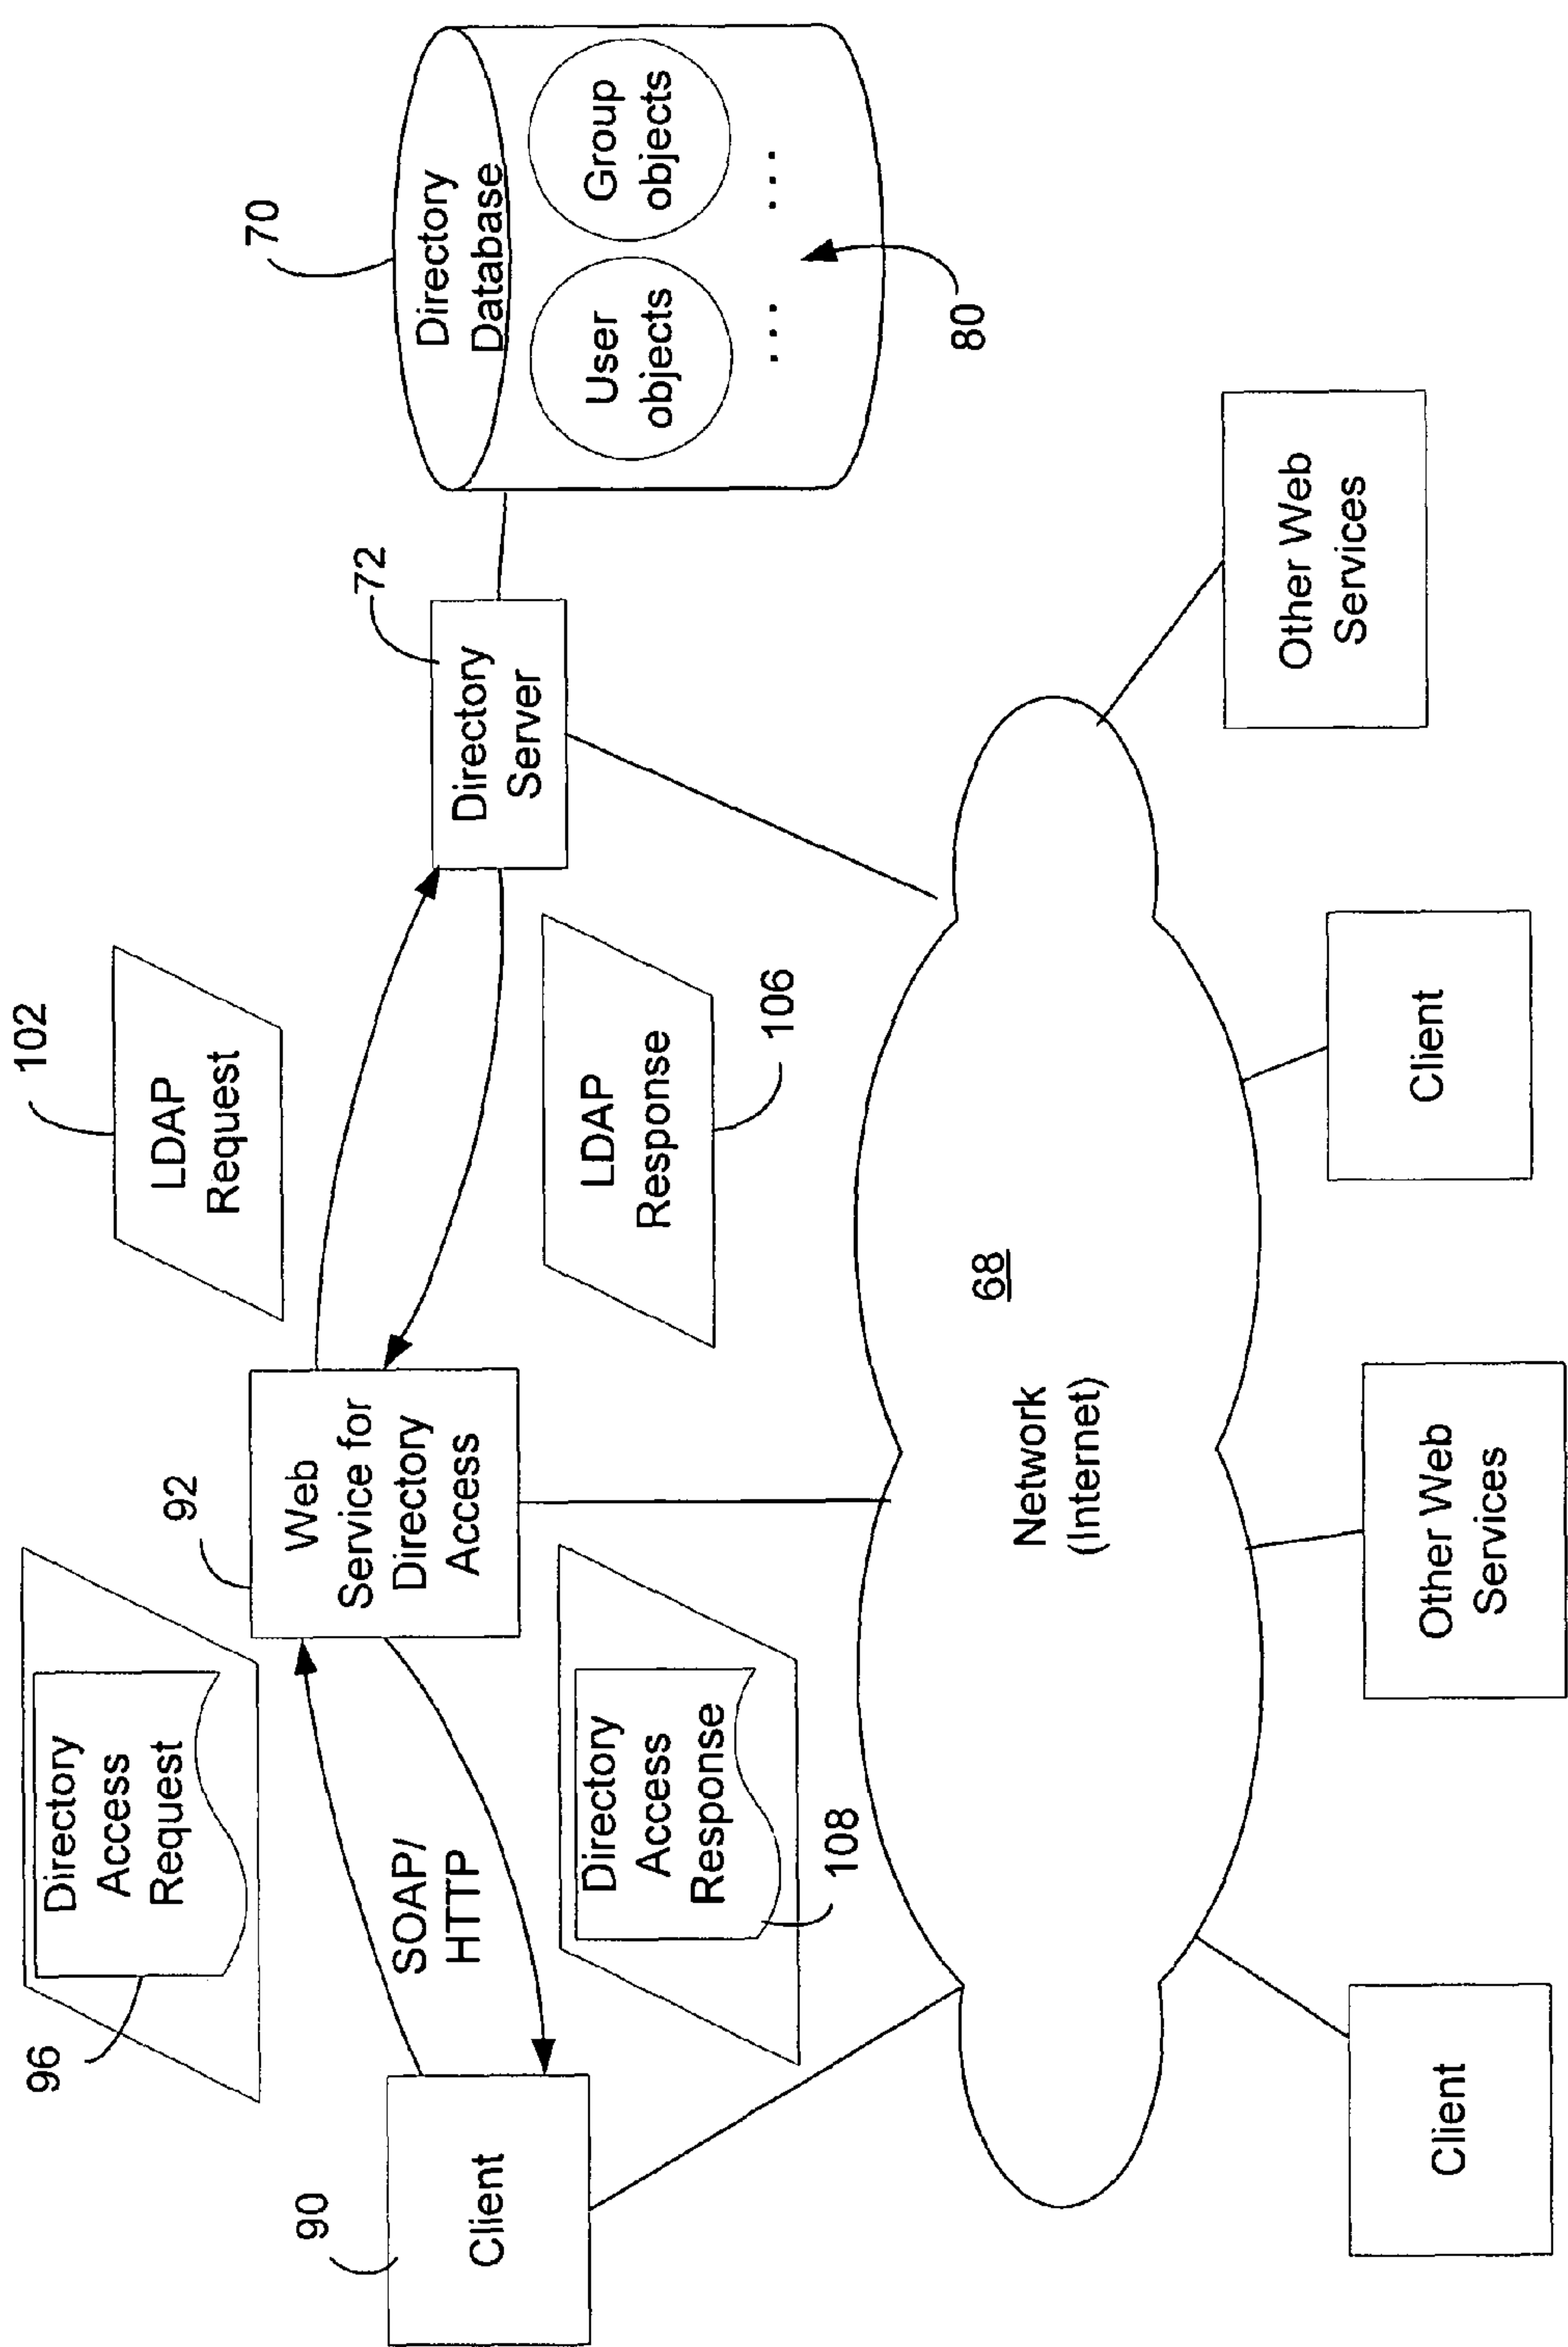 96
Directory
Access
Request
92
102
LDAP
Request
90
Client
SOAP/
HTTP
Web
Service for
Directory
Access
72
Directory
Server
70
Directory
Database
User
objects
Group
objects
... ...
80
Directory
Access
Response
108
LDAP
Response
106
Network
(Internet)
68
Client
Other Web
Services
Client
Other Web
Services